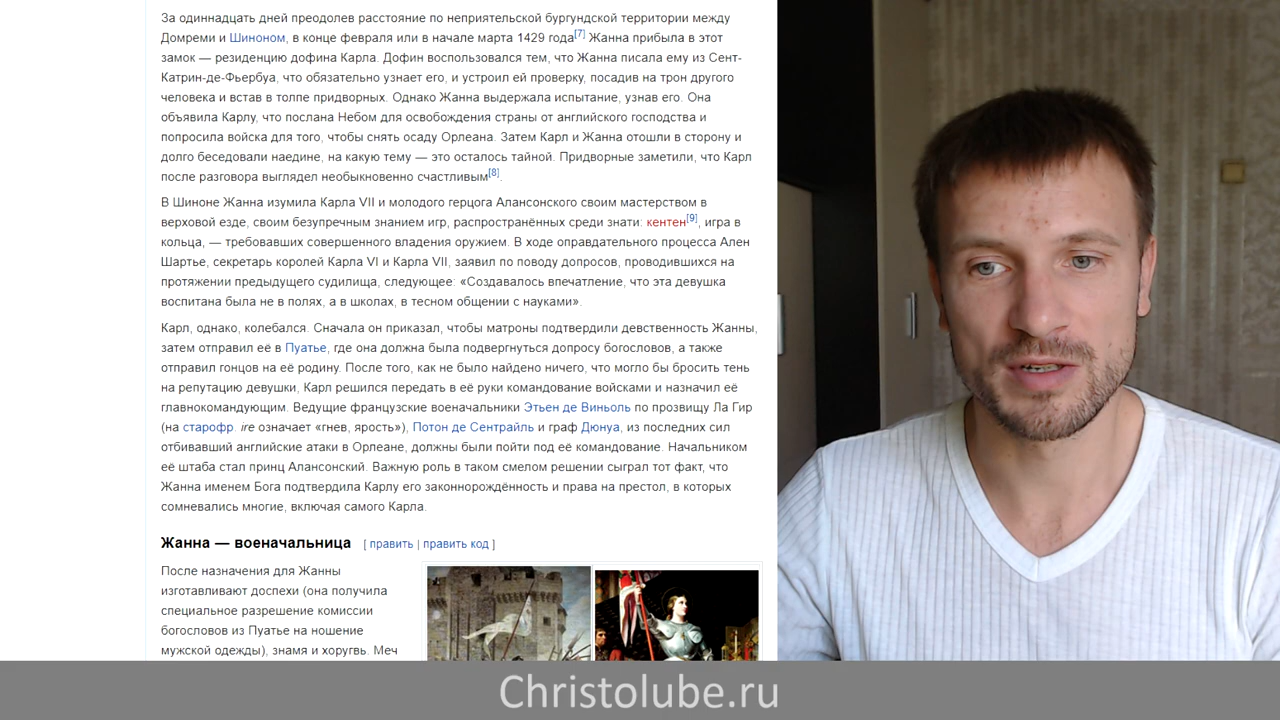 За одиннадцать дней преодолев расстояние по неприятельской бургундской территории между
Домреми и Шиноном, в конце февраля или в начале марта 1429 года[7] Жанна прибыла в этот
замок — резиденцию дофина Карла. Дофин воспользовался тем, что Жанна писала ему из Сент-
Катрин-де-Фьербуа, что обязательно узнает его, и устроил ей проверку, посадив на трон другого
человека и встав в толпе придворных. Однако Жанна выдержала испытание, узнав его. Она
объявила Карлу, что послана Небом для освобождения страны от английского господства и
попросила войска для того, чтобы снять осаду Орлеана. Затем Карл и Жанна отошли в сторону и
долго беседовали наедине, на какую тему — это осталось тайной. Придворные заметили, что Карл
после разговора выглядел необыкновенно счастливым[8].
В Шиноне Жанна изумила Карла VII и молодого герцога Алансонского своим мастерством в
верховой езде, своим безупречным знанием игр, распространённых среди знати: кентен[9], игра в
кольца, — требовавших совершенного владения оружием. В ходе оправдательного процесса Ален
Шартье, секретарь королей Карла VI и Карла VII, заявил по поводу допросов, проводившихся на
протяжении предыдущего судилища, следующее: «Создавалось впечатление, что эта девушка
воспитана была не в полях, а в школах, в тесном общении с науками».
Карл, однако, колебался. Сначала он приказал, чтобы матроны подтвердили девственность Жанны,
затем отправил её в Пуатье, где она должна была подвергнуться допросу богословов, а также
отправил гонцов на её родину. После того, как не было найдено ничего, что могло бы бросить тень
на репутацию девушки, Карл решился передать в её руки командование войсками и назначил её
главнокомандующим. Ведущие французские военачальники Этьен де Виньоль по прозвищу Ла Гир
(на старофр. ire означает «гнев, ярость»), Потон де Сентрайль и граф Дюнуа, из последних сил
отбивавший английские атаки в Орлеане, должны были пойти под её командование. Начальником
её штаба стал принц Алансонский. Важную роль в таком смелом решении сыграл тот факт, что
Жанна именем Бога подтвердила Карлу его законнорождённость и права на престол, в которых
сомневались многие, включая самого Карла.
Жанна — военачальница [ править | править код ]
После назначения для Жанны
изготавливают доспехи (она получила
специальное разрешение комиссии
богословов из Пуатье на ношение
мужской одежды), знамя и хоругвь. Меч
Christolube.ru